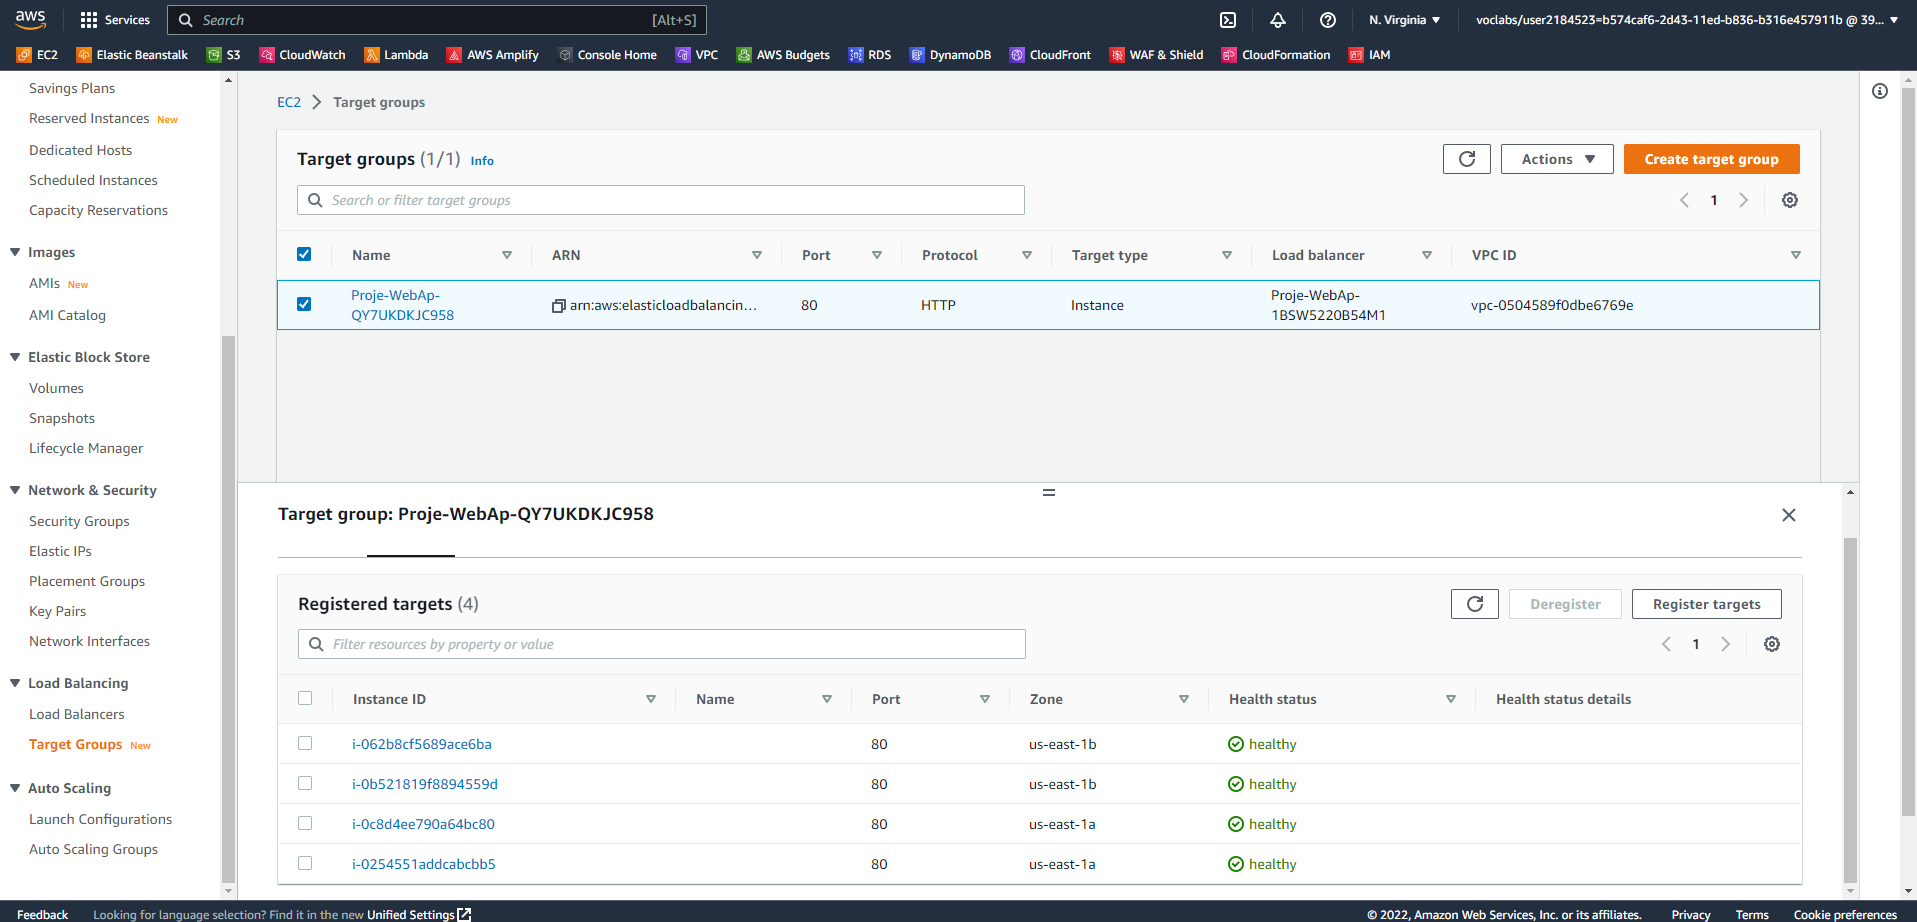 aws Services Search [Alt+S] N. Virginia voclabs/user2184523=b574caf6-2d43-11ed-b836-b316e457911b @ 39...
EC2 Elastic Beanstalk S3 CloudWatch Lambda AWS Amplify Console Home VPC AWS Budgets RDS DynamoDB CloudFront WAF & Shield CloudFormation IAM
Savings Plans
Reserved Instances New
Dedicated Hosts
Scheduled Instances
Capacity Reservations
Images
AMIs New
AMI Catalog
Elastic Block Store
Volumes
Snapshots
Lifecycle Manager
Network & Security
Security Groups
Elastic IPs
Placement Groups
Key Pairs
Network Interfaces
Load Balancing
Load Balancers
Target Groups New
Auto Scaling
Launch Configurations
Auto Scaling Groups
EC2 Target groups
Target groups (1/1) Info Actions Create target group
Search or filter target groups 1
Name ARN Port Protocol Target type Load balancer VPC ID
Proje-WebAp-
QY7UKDKJC958 arn:aws:elasticloadbalancin... 80 HTTP Instance Proje-WebAp-
1BSW5220B54M1 vpc-0504589f0dbe6769e
Target group: Proje-WebAp-QY7UKDKJC958
Registered targets (4) Deregister Register targets
Filter resources by property or value 1
Instance ID Name Port Zone Health status Health status details
i-062b8cf5689ace6ba 80 us-east-1b healthy
i-0b521819f8894559d 80 us-east-1b healthy
i-0c8d4ee790a64bc80 80 us-east-1a healthy
i-0254551addcabcbb5 80 us-east-1a healthy
Feedback Looking for language selection? Find it in the new Unified Settings © 2022, Amazon Web Services, Inc. or its affiliates. Privacy Terms Cookie preferences